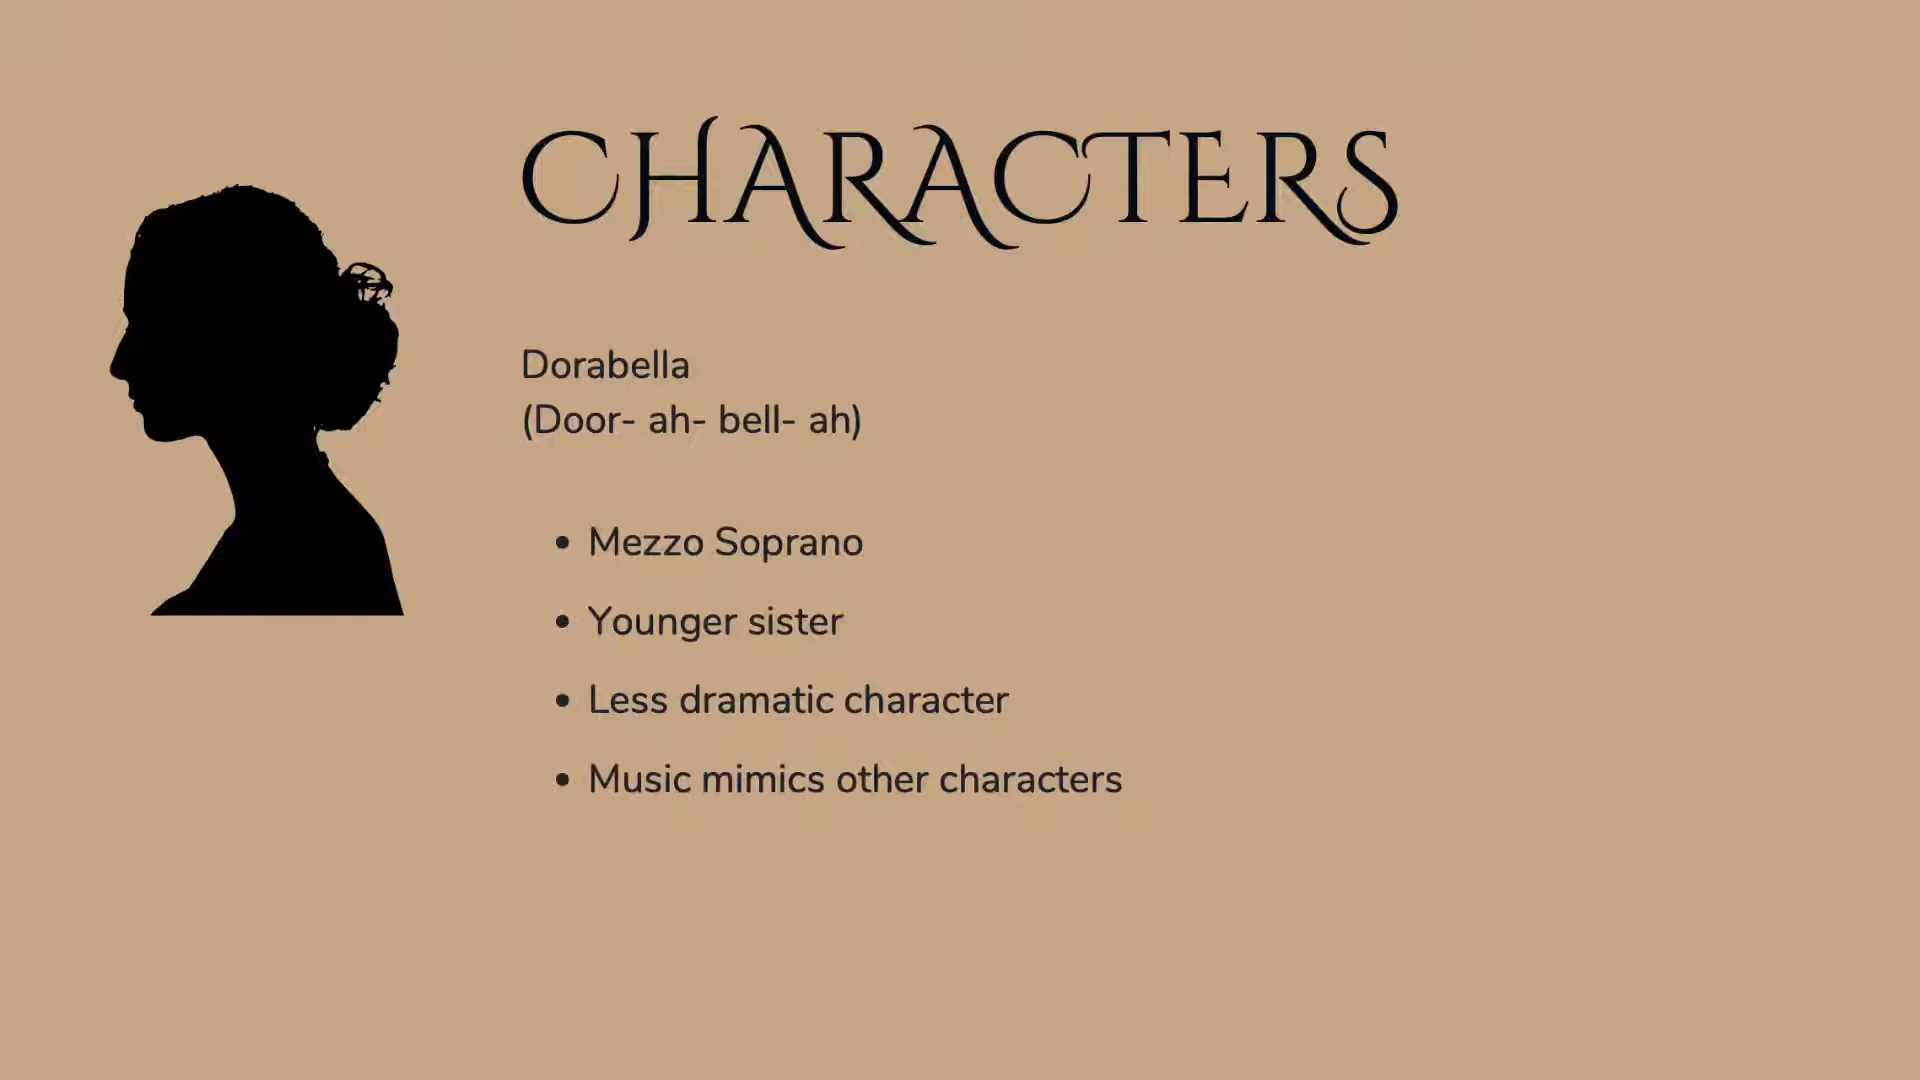 CHARACTERS
Dorabella
(Door- ah- bell- ah)
• Mezzo Soprano
• Younger sister
• Less dramatic character
• Music mimics other characters